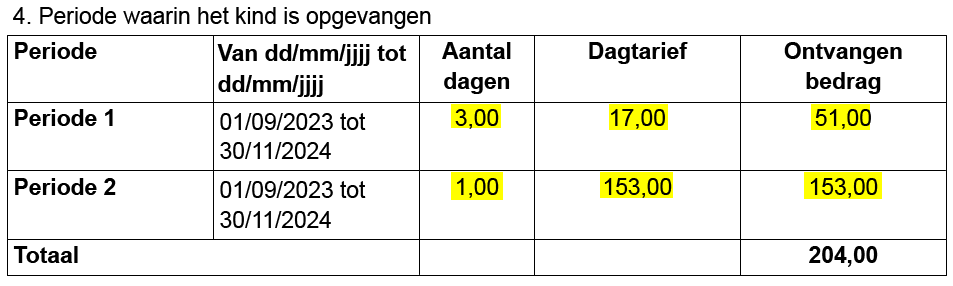 4. Periode waarin het kind is opgevangen
Periode Van dd/mm/jjjj tot dd/mm/jjjj Aantal dagen Dagtarief Ontvangen bedrag
Periode 1 01/09/2023 tot 30/11/2024 3,00 17,00 51,00
Periode 2 01/09/2023 tot 30/11/2024 1,00 153,00 153,00
Totaal 204,00